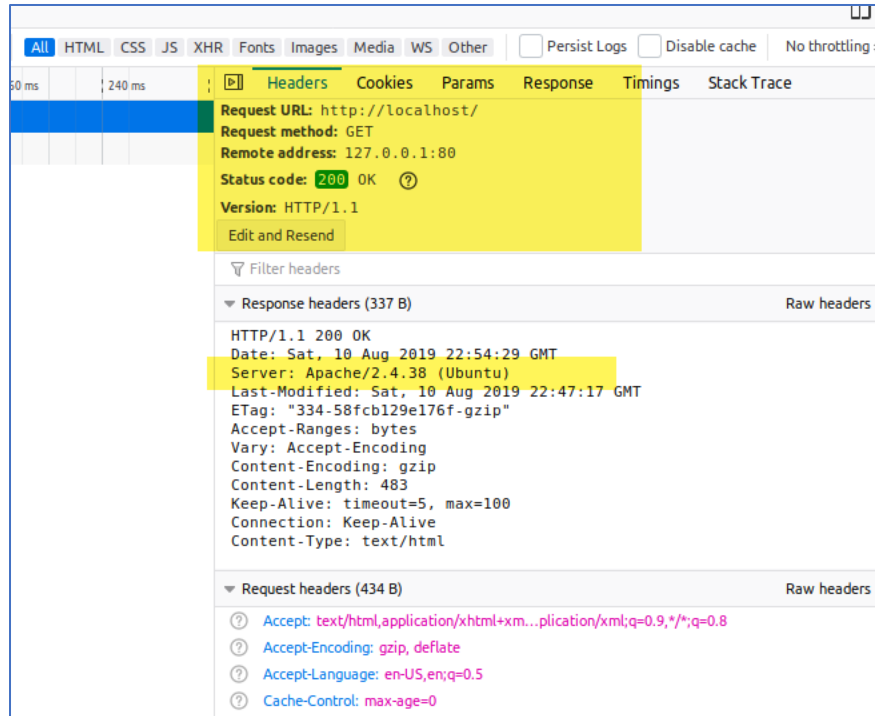 All HTML CSS JS XHR Fonts Images Media WS Other Persist Logs Disable cache No throttling
240 ms Headers Cookies Params Response Timings Stack Trace
Request URL: http://localhost/
Request method: GET
Remote address: 127.0.0.1:80
Status code: 200 OK
Version: HTTP/1.1
Edit and Resend
Filter headers
Response headers (337 B) Raw headers
HTTP/1.1 200 OK
Date: Sat, 10 Aug 2019 22:54:29 GMT
Server: Apache/2.4.38 (Ubuntu)
Last-Modified: Sat, 10 Aug 2019 22:47:17 GMT
ETag: "334-58fcb129e176f-gzip"
Accept-Ranges: bytes
Vary: Accept-Encoding
Content-Encoding: gzip
Content-Length: 483
Keep-Alive: timeout=5, max=100
Connection: Keep-Alive
Content-Type: text/html
Request headers (434 B) Raw headers
Accept: text/html,application/xhtml+xm…plication/xml;q=0.9,*/*;q=0.8
Accept-Encoding: gzip, deflate
Accept-Language: en-US,en;q=0.5
Cache-Control: max-age=0